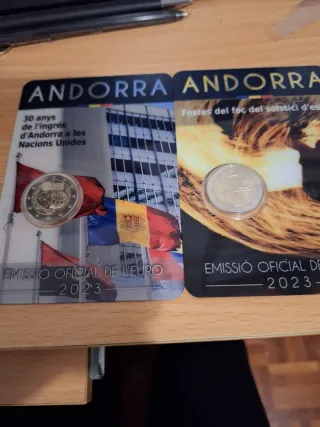 ANDORRA
30 anys
de l'ingrés
d'Andorra a les
Nacions Unides
EMISSIÓ OFICIAL DE L'EURO
2023
ANDORRA
Festes del foc del solstici d'es
EMISSIÓ OFICIAL DE
2023